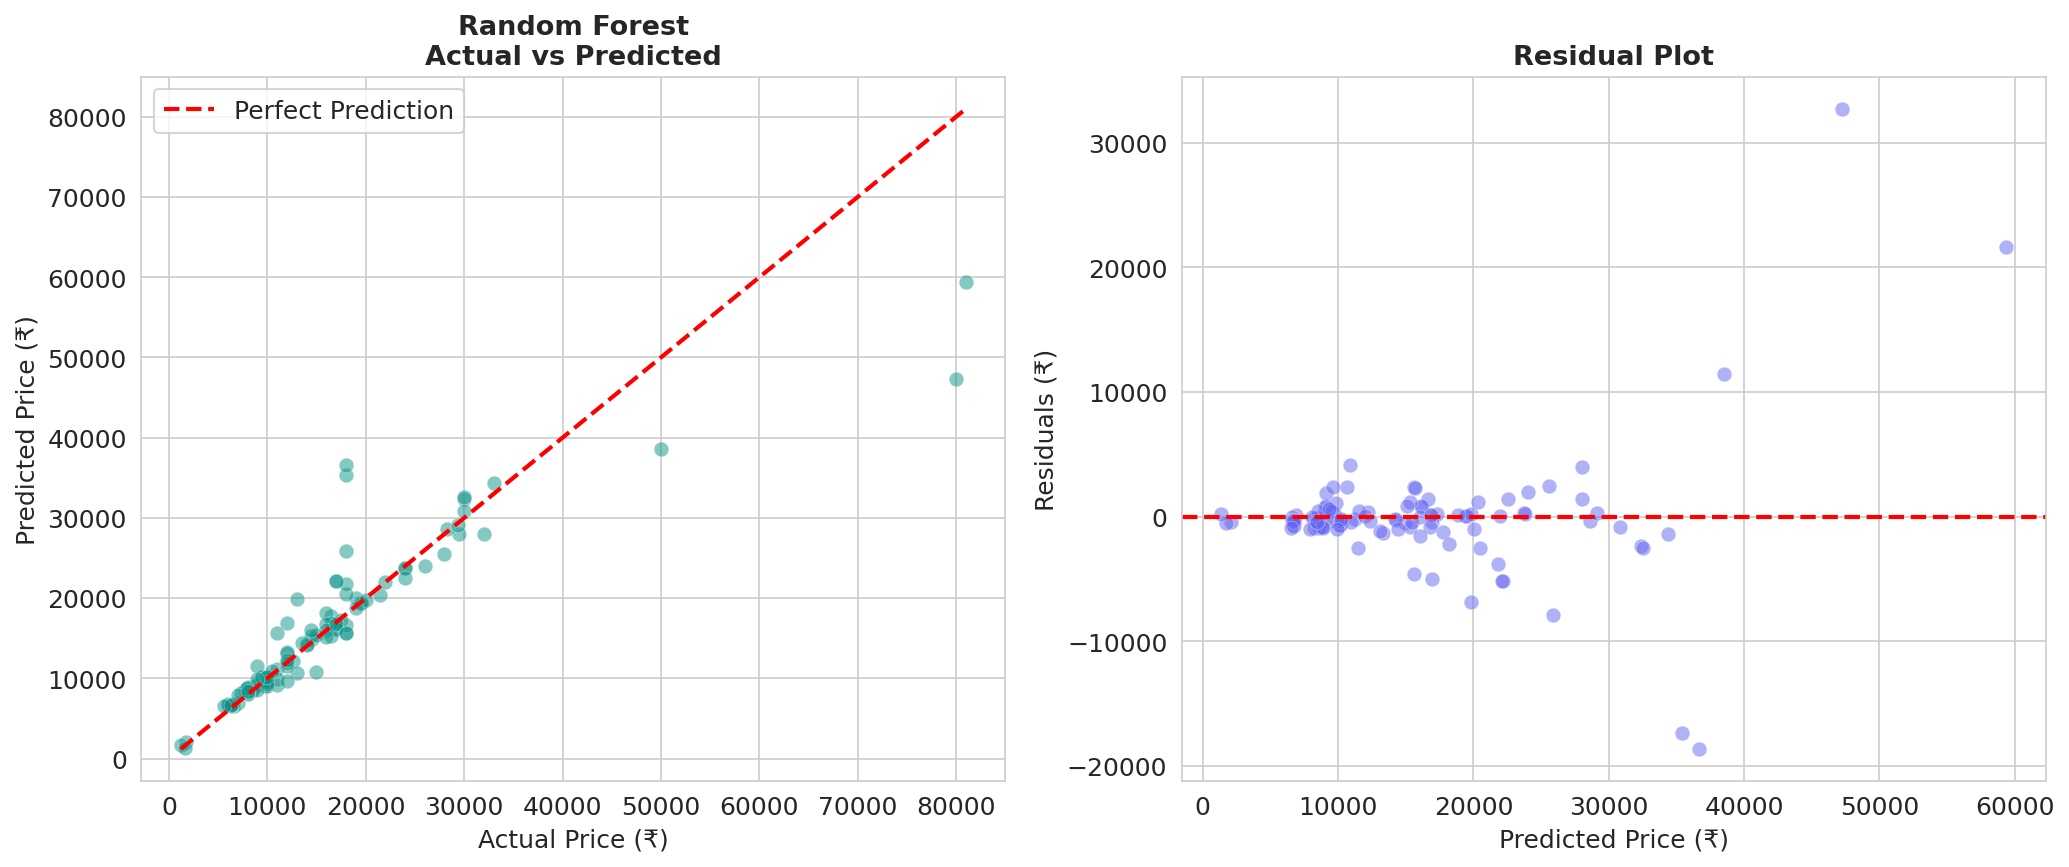 Random Forest
Actual vs Predicted
Perfect Prediction
Predicted Price (₹)
80000
70000
60000
50000
40000
30000
20000
10000
0
0 10000 20000 30000 40000 50000 60000 70000 80000
Actual Price (₹)
Residual Plot
Residuals (₹)
30000
20000
10000
0
−10000
−20000
0 10000 20000 30000 40000 50000 60000
Predicted Price (₹)